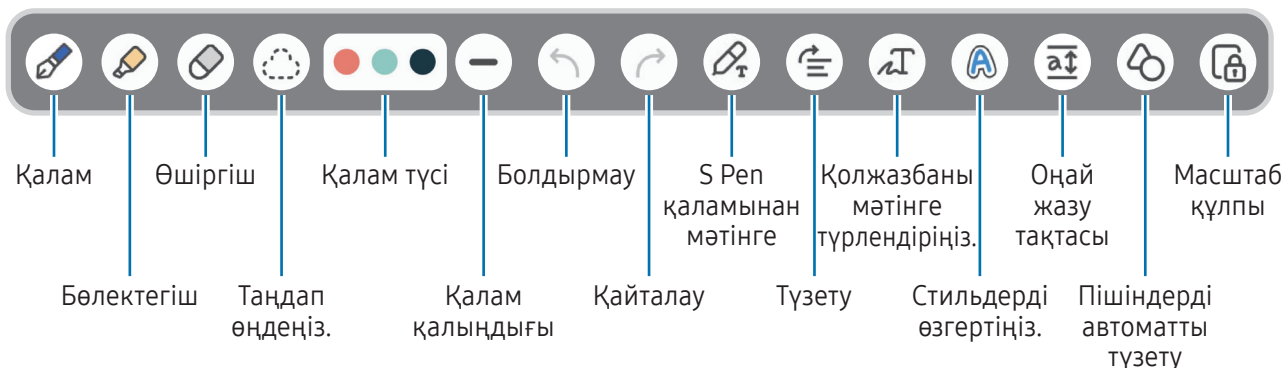 Қалам
Өшіргіш
Қалам түсі
Болдырмау
S Pen
қаламынан
мәтінге
Қолжазбаны
мәтінге
түрлендіріңіз.
Оңай
жазу
тақтасы
Масштаб
құлпы
Бөлектегіш
Таңдап
өңдеңіз.
Қалам
қалыңдығы
Қайталау
Түзету
Стильдерді
өзгертіңіз.
Пішіндерді
автоматты
түзету